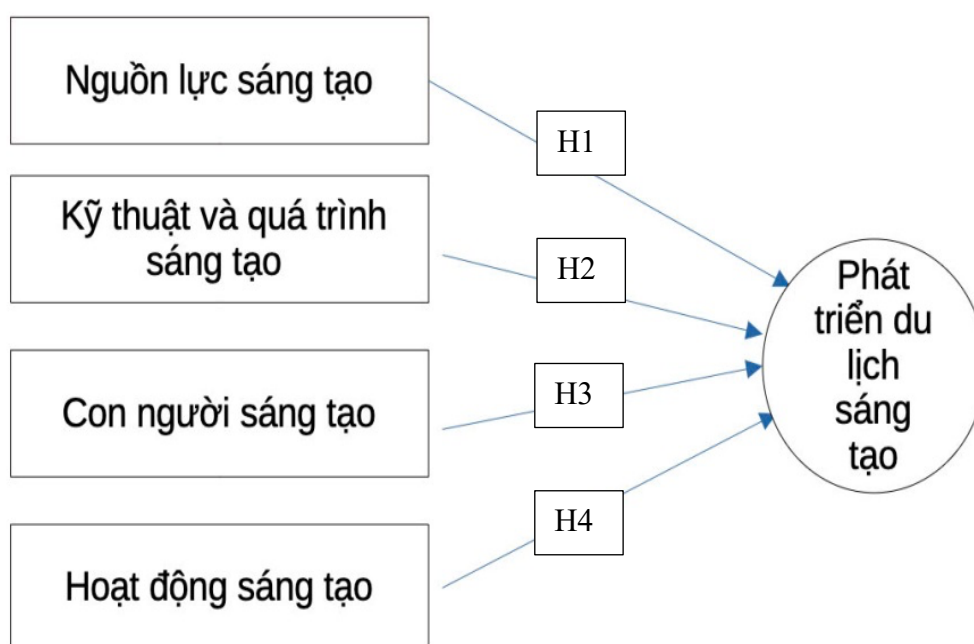 Nguồn lực sáng tạo
H1
Kỹ thuật và quá trình
sáng tạo
H2
Con người sáng tạo
H3
Hoạt động sáng tạo
H4
Phát
triển du
lịch
sáng
tạo